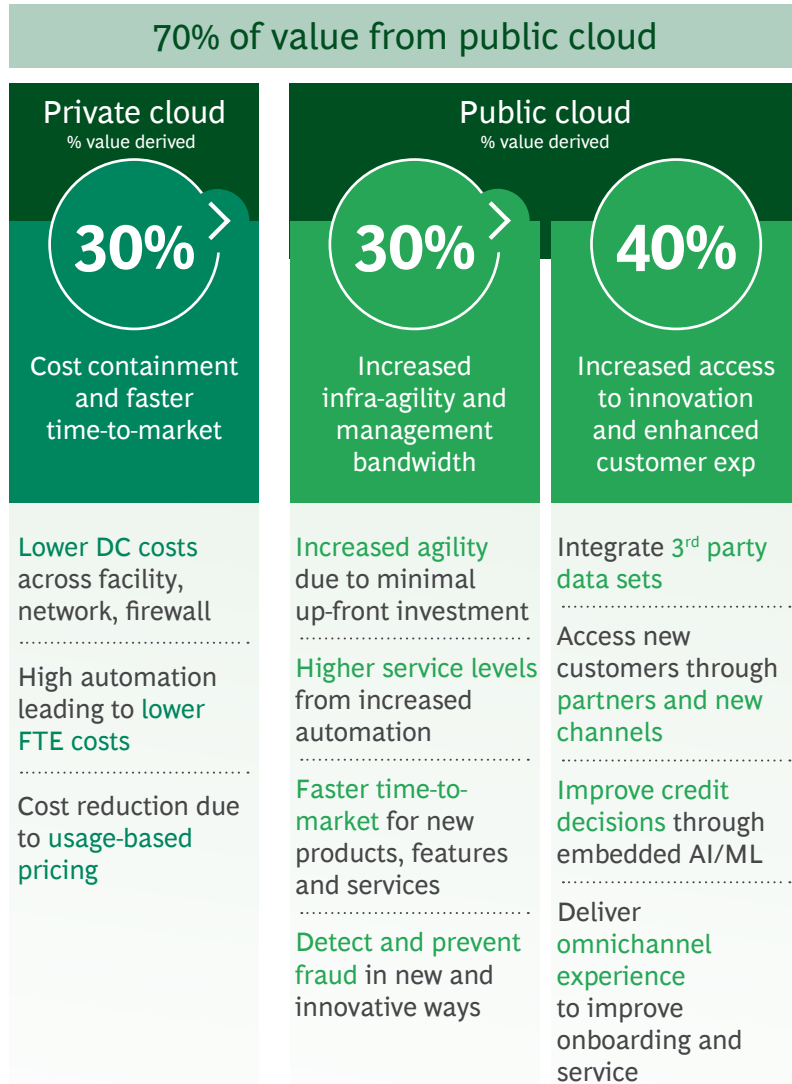 70% of value from public cloud
Private cloud
% value derived
30%
Cost containment
and faster
time-to-market
Lower DC costs
across facility,
network, firewall
High automation
leading to lower
FTE costs
Cost reduction due
to usage-based
pricing
Public cloud
% value derived
30%
Increased
infra-agility and
management
bandwidth
Increased agility
due to minimal
up-front investment
Higher service levels
from increased
automation
Faster time-to-
market for new
products, features
and services
Detect and prevent
fraud in new and
innovative ways
40%
Increased access
to innovation
and enhanced
customer exp
Integrate 3rd party
data sets
Access new
customers through
partners and new
channels
Improve credit
decisions through
embedded AI/ML
Deliver
omnichannel
experience
to improve
onboarding and
service